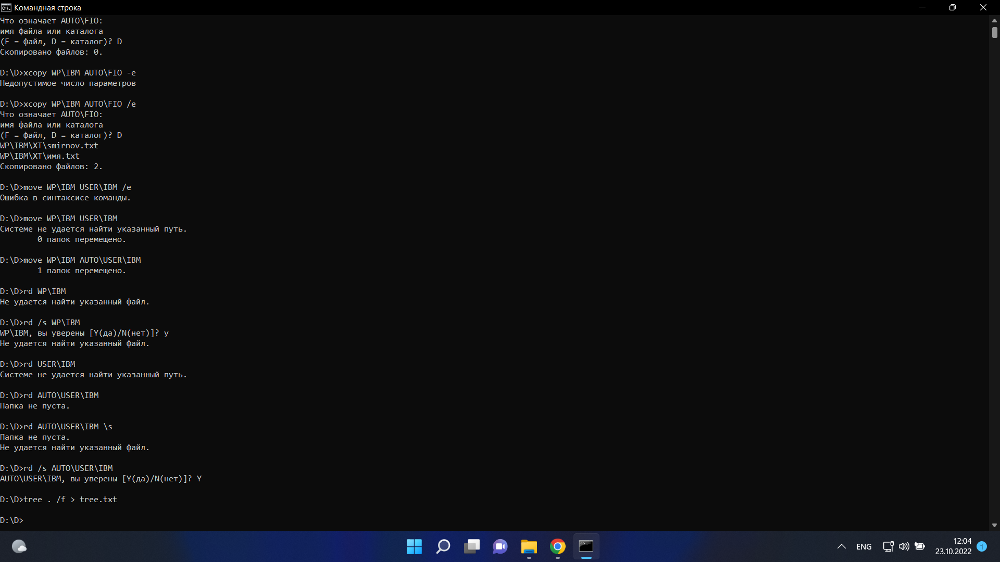 Командная строка
Что означает AUTO\FIO:
имя файла или каталога
(F = файл, D = каталог)? D
Скопировано файлов: 0.
D:\D>xcopy WP\IBM AUTO\FIO -e
Недопустимое число параметров
D:\D>xcopy WP\IBM AUTO\FIO /e
Что означает AUTO\FIO:
имя файла или каталога
(F = файл, D = каталог)? D
WP\IBM\XT\smirnov.txt
WP\IBM\XT\имя.txt
Скопировано файлов: 2.
D:\D>move WP\IBM USER\IBM /e
Ошибка в синтаксисе команды.
D:\D>move WP\IBM USER\IBM
Системе не удается найти указанный путь.
        0 папок перемещено.
D:\D>move WP\IBM AUTO\USER\IBM
        1 папок перемещено.
D:\D>rd WP\IBM
Не удается найти указанный файл.
D:\D>rd /s WP\IBM
WP\IBM, вы уверены [Y(да)/N(нет)]? y
Не удается найти указанный файл.
D:\D>rd USER\IBM
Системе не удается найти указанный путь.
D:\D>rd AUTO\USER\IBM
Папка не пуста.
D:\D>rd AUTO\USER\IBM \s
Папка не пуста.
Не удается найти указанный файл.
D:\D>rd /s AUTO\USER\IBM
AUTO\USER\IBM, вы уверены [Y(да)/N(нет)]? Y
D:\D>tree . /f > tree.txt
D:\D>
ENG
12:04
23.10.2022
1